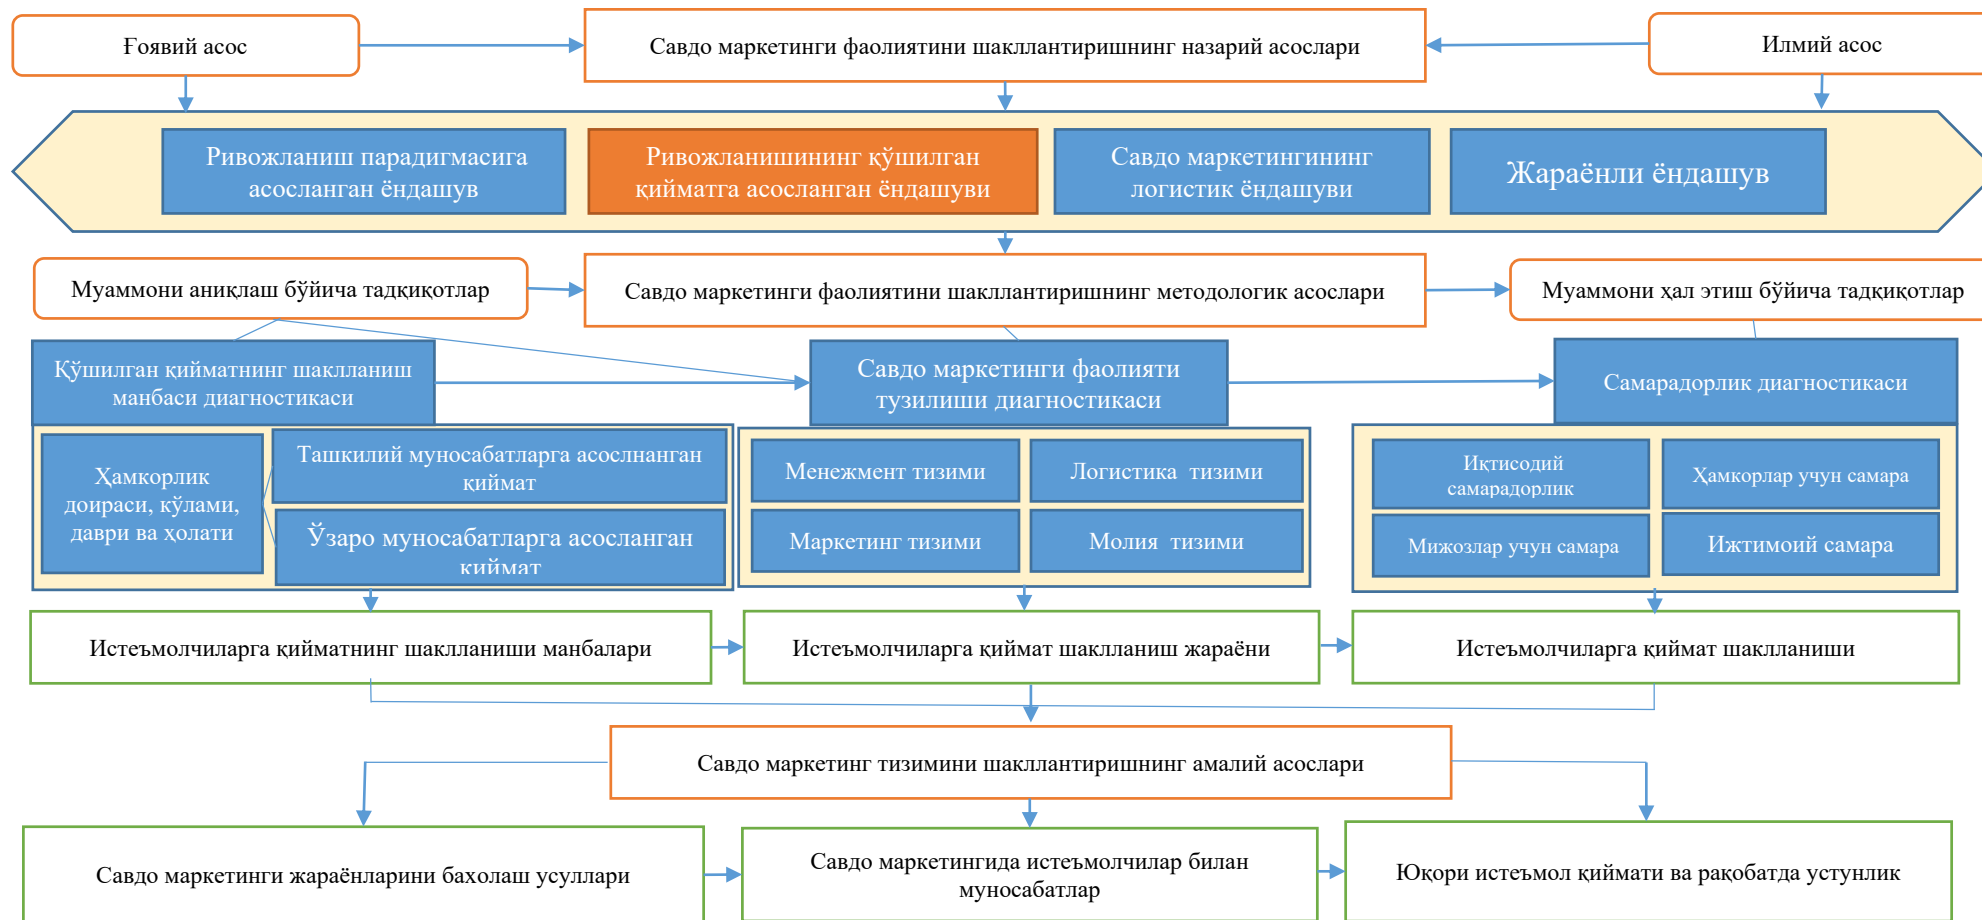 Ғоявий асос
Савдо маркетинги фаолиятини шакллантиришнинг назарий асослари
Илмий асос
Ривожланиш парадигмасига
асосланган ёндашув
Ривожланишининг қўшилган
қийматга асосланган ёндашуви
Савдо маркетингининг
логистик ёндашуви
Жараёнли ёндашув
Муаммони аниқлаш бўйича тадқиқотлар
Савдо маркетинги фаолиятини шакллантиришнинг методологик асослари
Муаммони ҳал этиш бўйича тадқиқотлар
Қўшилган қийматнинг шаклланиш
манбаси диагностикаси
Савдо маркетинги фаолияти
тузилиши диагностикаси
Самарадорлик диагностикаси
Ҳамкорлик
доираси, кўлами,
даври ва ҳолати
Ташкилий муносабатларга асослнанган
қиймат
Ўзаро муносабатларга асосланган
қиймат
Менежмент тизими
Логистика тизими
Маркетинг тизими
Молия тизими
Иқтисодий
самарадорлик
Ҳамкорлар учун самара
Мижозлар учун самара
Ижтимоий самара
Истеъмолчиларга қийматнинг шаклланиши манбалари
Истеъмолчиларга қиймат шаклланиш жараёни
Истеъмолчиларга қиймат шаклланиши
Савдо маркетинг тизимини шакллантиришнинг амалий асослари
Савдо маркетинги жараёнларини бахолаш усуллари
Савдо маркетингида истеъмолчилар билан
муносабатлар
Юқори истеъмол қиймати ва рақобатда устунлик